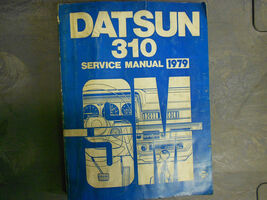 DATSUN
310
SERVICE MANUAL 1979
SM